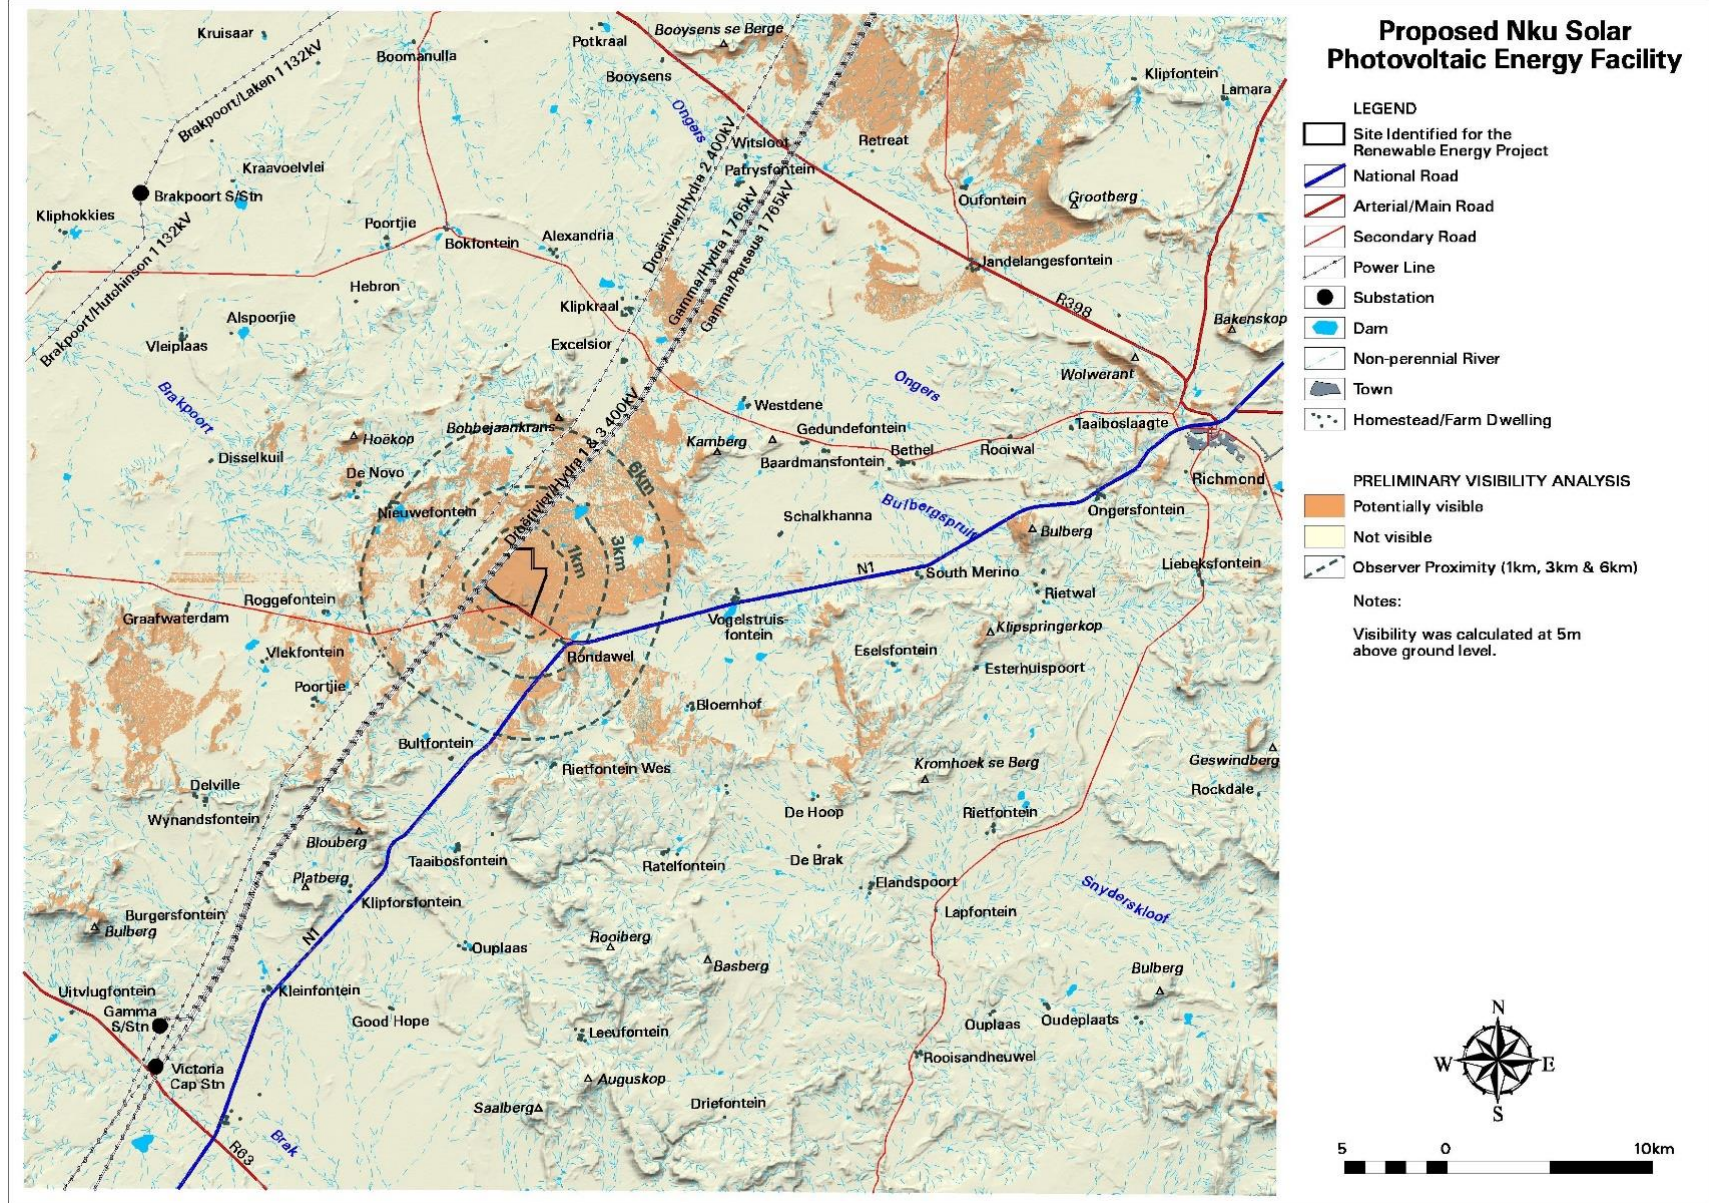 Proposed Nku Solar
Photovoltaic Energy Facility
LEGEND
Site Identified for the
Renewable Energy Project
National Road
Arterial/Main Road
Secondary Road
Power Line
Substation
Dam
Non-perennial River
Town
Homestead/Farm Dwelling
PRELIMINARY VISIBILITY ANALYSIS
Potentially visible
Not visible
Observer Proximity (1km, 3km & 6km)
Notes:
Visibility was calculated at 5m
above ground level.
N
W
E
S
5
0
10km
Kruisaar
Boomanulla
Potkraal
Booysens se Berge
Booysens
Klipfontein
Lamara
Brakpoort/Laken 1 132kV
Ongers
Witsloot
Retreat
Kraavoelvlei
Patrysfontein
Brakpoort S/Stn
Oufontein
Grootberg
Kliphokkies
Poortjie
Bokfontein
Alexandria
Droërivier/Hydra 2 400kV
Gamma/Hydra 1 765kV
Gamma/Perseus 1 765kV
Jandelangesfontein
Brakpoort/Hutchinson 1 132kV
Hebron
Klipkraal
R398
Alspoorjie
Bakenskop
Vleiplaas
Excelsior
Wolwerant
Brakpoort
Ongers
Westdene
Bobbejaankrans
Hoëkop
Kamberg
Gedundefontein
Taaiboslaagte
Disselkuil
Bethel
Rooiwal
Baardmansfontein
De Novo
6km
Richmond
Droërivier/Hydra 1 & 3 400kV
Nieuwefontein
Schalkhanna
Bulbergspruit
Ongersfontein
Bulberg
3km
1km
N1
South Merino
Liebeksfontein
Rietwal
Roggefontein
Graafwaterdam
Vogelstruis-
fontein
Klipspringerkop
Vlekfontein
Rondawel
Eselsfontein
Esterhuispoort
Poortjie
Bloemhof
Bultfontein
Rietfontein Wes
Kromhoek se Berg
Geswindberg
Delville
Rockdale
Wynandsfontein
De Hoop
Rietfontein
Blouberg
Taaibosfontein
Ratelfontein
De Brak
Platberg
Elandspoort
Snyderskloof
Klipforsfontein
Burgersfontein
Lapfontein
Bulberg
N1
Ouplaas
Rooiberg
Basberg
Bulberg
Uitvlugfontein
Kleinfontein
Gamma
S/Stn
Good Hope
Leeufontein
Ouplaas
Oudeplaats
Rooisandheuwel
Victoria
Cap Stn
Auguskop
Saalberg
Driefontein
R63
Brak